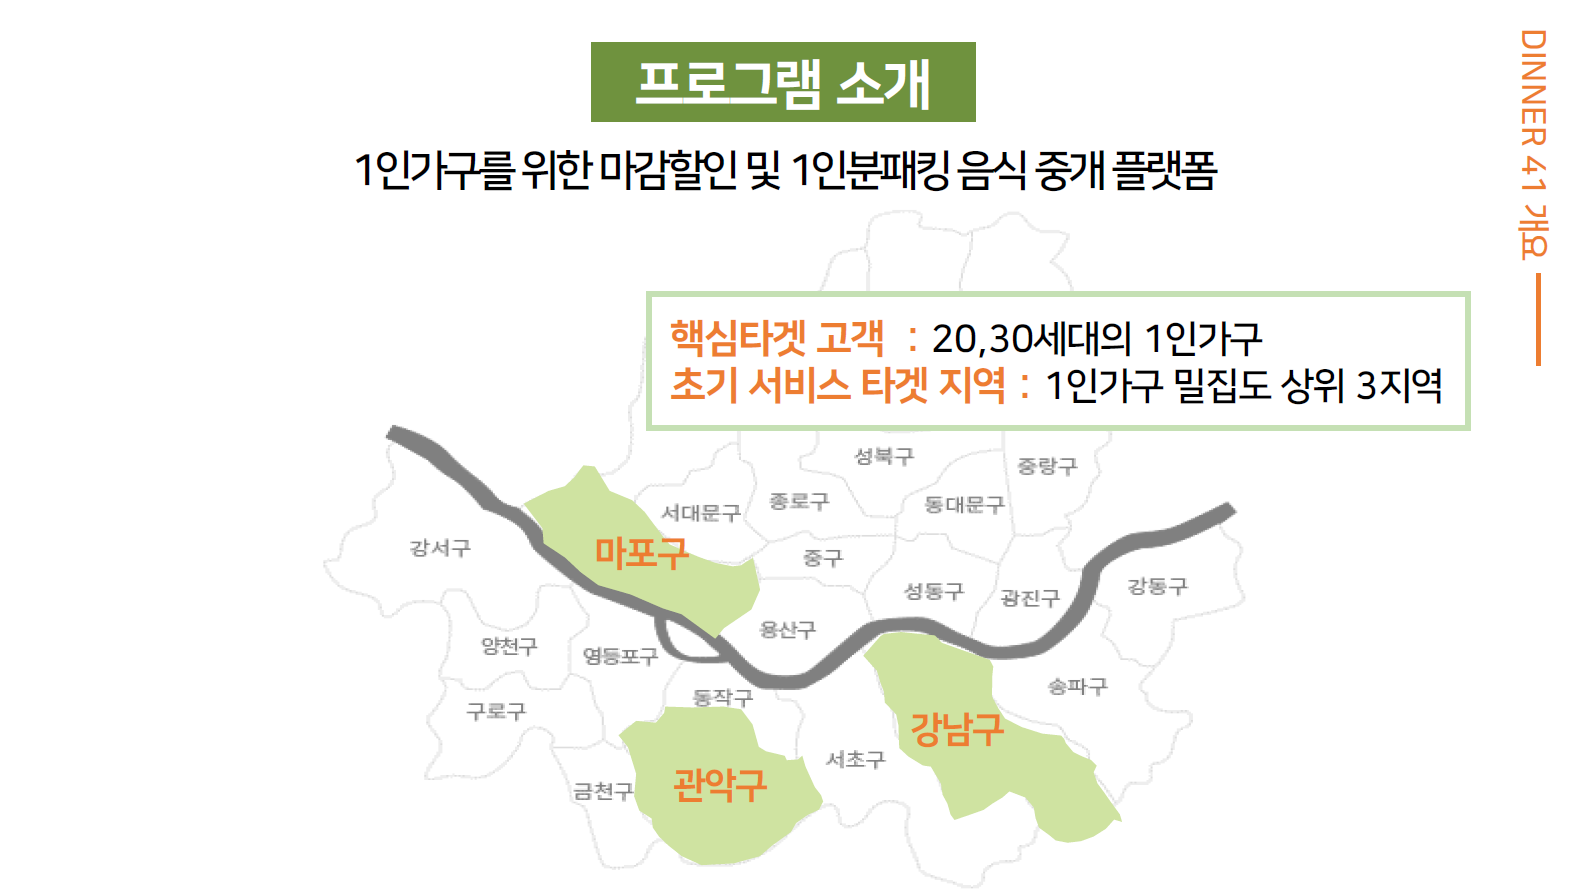 프로그램 소개
1인가구를 위한 마감할인 및 1인분패킹 음식 중개 플랫폼
DINNER 41 개요
핵심타겟 고객 : 20,30세대의 1인가구
초기 서비스 타겟 지역 : 1인가구 밀집도 상위 3지역
성북구
중랑구
서대문구
종로구
동대문구
강서구
마포구
중구
성동구
광진구
강동구
양천구
영등포구
용산구
구로구
동작구
송파구
강남구
서초구
관악구
금천구